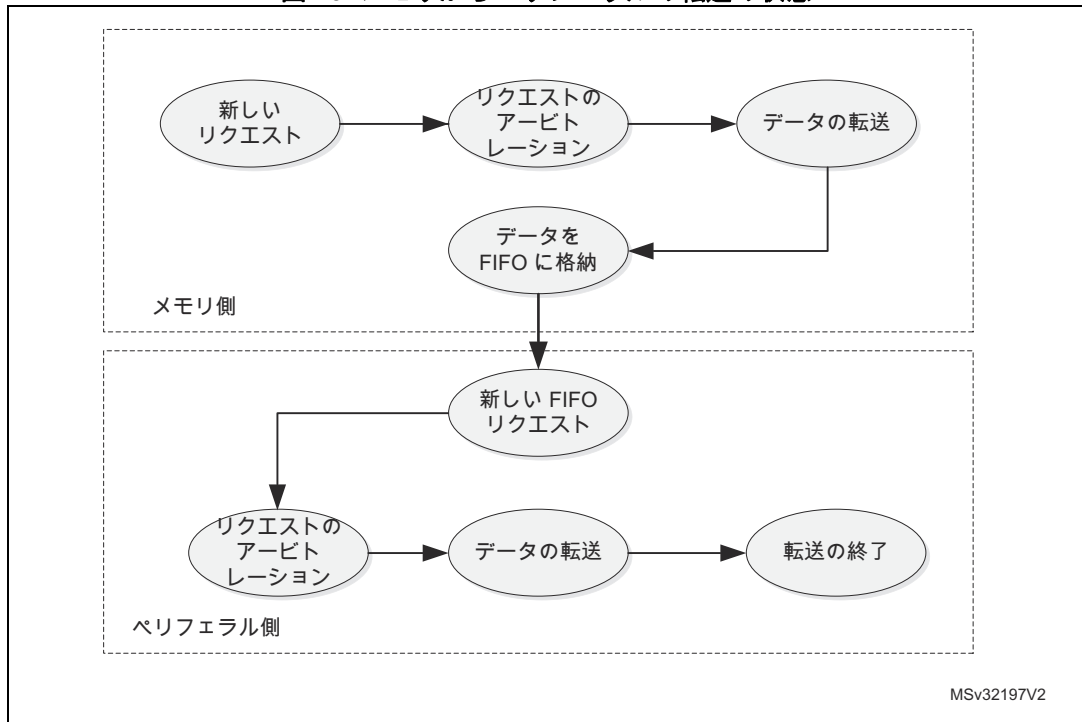 新しい
リクエスト
リクエストの
アービト
レーション
データの転送
データを
FIFO に格納
メモリ側
新しい FIFO
リクエスト
リクエストの
アービト
レーション
データの転送
転送の終了
ペリフェラル側
MSv32197V2